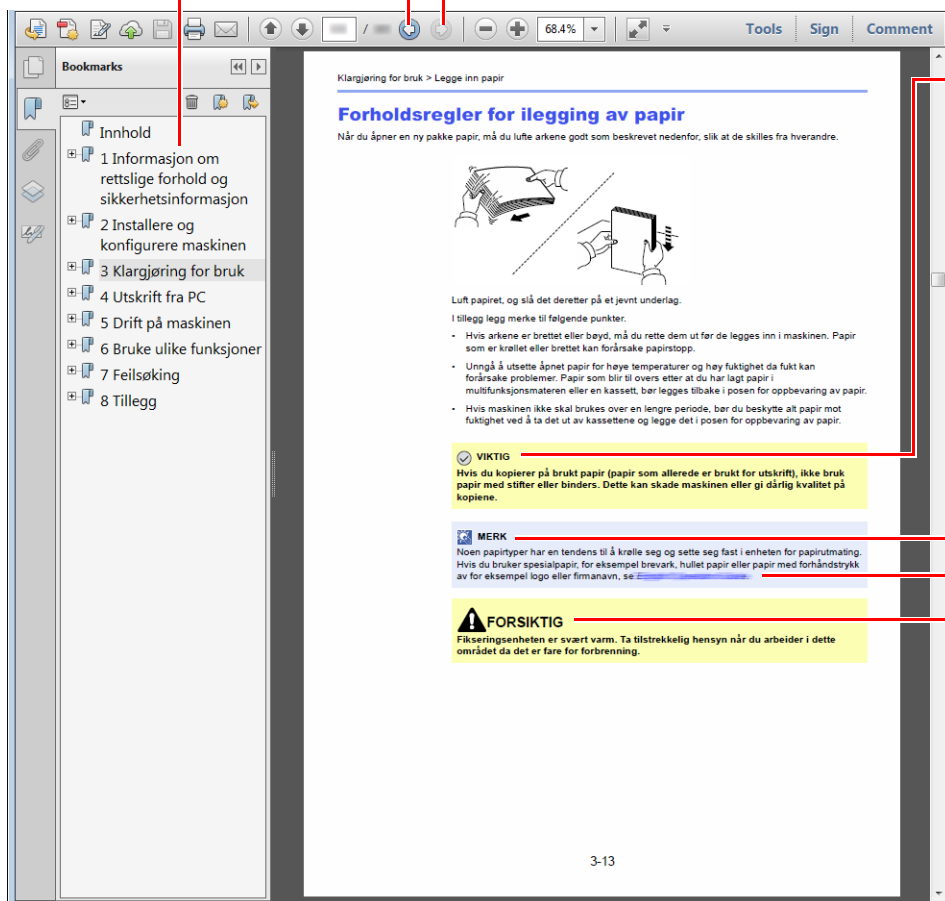 /
68.4%
Tools
Sign
Comment
Bookmarks
Innhold
1 Informasjon om
rettslige forhold og
sikkerhetsinformasjon
2 Installere og
konfigurere maskinen
3 Klargjøring for bruk
4 Utskrift fra PC
5 Drift på maskinen
6 Bruke ulike funksjoner
7 Feilsøking
8 Tillegg
Klargjøring for bruk > Legge inn papir
Forholdsregler for ilegging av papir
Når du åpner en ny pakke papir, må du lufte arkene godt som beskrevet nedenfor, slik at de skilles fra hverandre.
Luft papiret, og slå det deretter på et jevnt underlag.
I tillegg legg merke til følgende punkter.
• Hvis arkene er brettet eller bøyd, må du rette dem ut før de legges inn i maskinen. Papir
som er krøllet eller brettet kan forårsake papirstopp.
• Unngå å utsette åpnet papir for høye temperaturer og høy fuktighet da fukt kan
forårsake problemer. Papir som blir til overs etter at du har lagt papir i
multifunksjonsmateren eller en kassett, bør legges tilbake i posen for oppbevaring av papir.
• Hvis maskinen ikke skal brukes over en lengre periode, bør du beskytte alt papir mot
fuktighet ved å ta det ut av kassettene og legge det i posen for oppbevaring av papir.
VIKTIG
Hvis du kopierer på brukt papir (papir som allerede er brukt for utskrift), ikke bruk
papir med stifter eller binders. Dette kan skade maskinen eller gi dårlig kvalitet på
kopiene.
MERK
Noen papirtyper har en tendens til å krølle seg og sette seg fast i enheten for papirutmating.
Hvis du bruker spesialpapir, for eksempel brevark, hullet papir eller papir med forhåndstrykk
av for eksempel logo eller firmanavn, se
FORSIKTIG
Fikseringsenheten er svært varm. Ta tilstrekkelig hensyn når du arbeider i dette
området da det er fare for forbrenning.
3-13